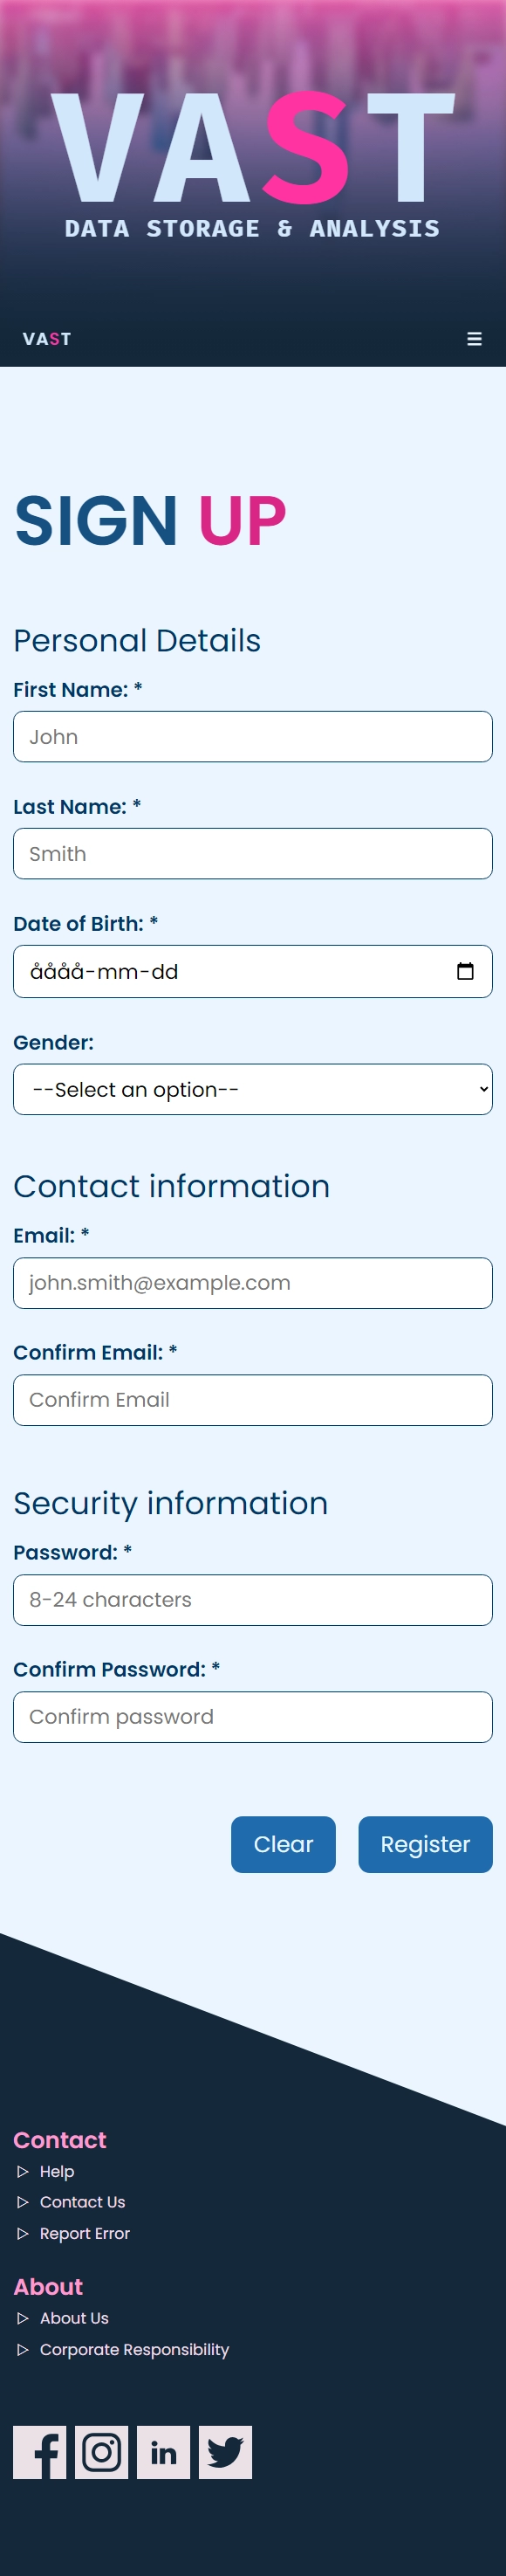 VAST
DATA STORAGE & ANALYSIS
VAST
SIGN UP
Personal Details
First Name: *
John
Last Name: *
Smith
Date of Birth: *
åååå-mm-dd
Gender:
--Select an option--
Contact information
Email: *
john.smith@example.com
Confirm Email: *
Confirm Email
Security information
Password: *
8-24 characters
Confirm Password: *
Confirm password
Clear Register
Contact
Help
Contact Us
Report Error
About
About Us
Corporate Responsibility
f in